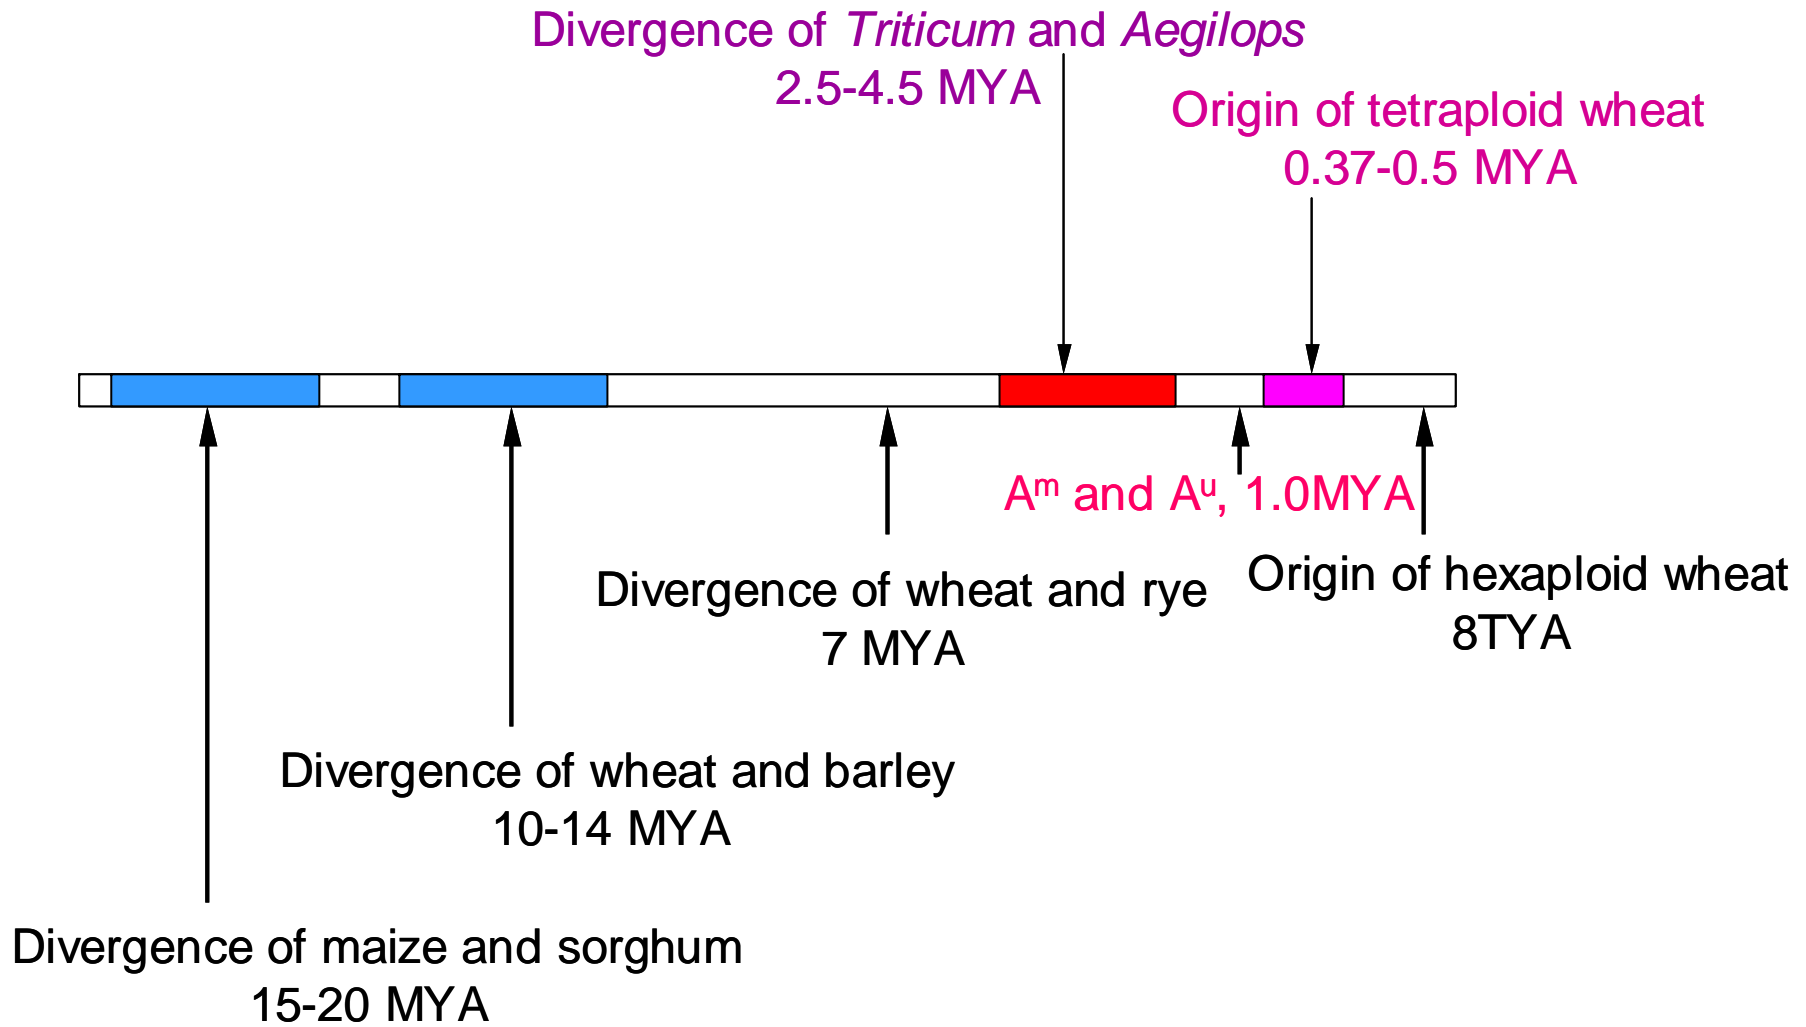 Divergence of Triticum and Aegilops
2.5-4.5 MYA
Origin of tetraploid wheat
0.37-0.5 MYA
Aᵐ and Aᵘ, 1.0MYA
Divergence of wheat and rye
7 MYA
Origin of hexaploid wheat
8TYA
Divergence of wheat and barley
10-14 MYA
Divergence of maize and sorghum
15-20 MYA